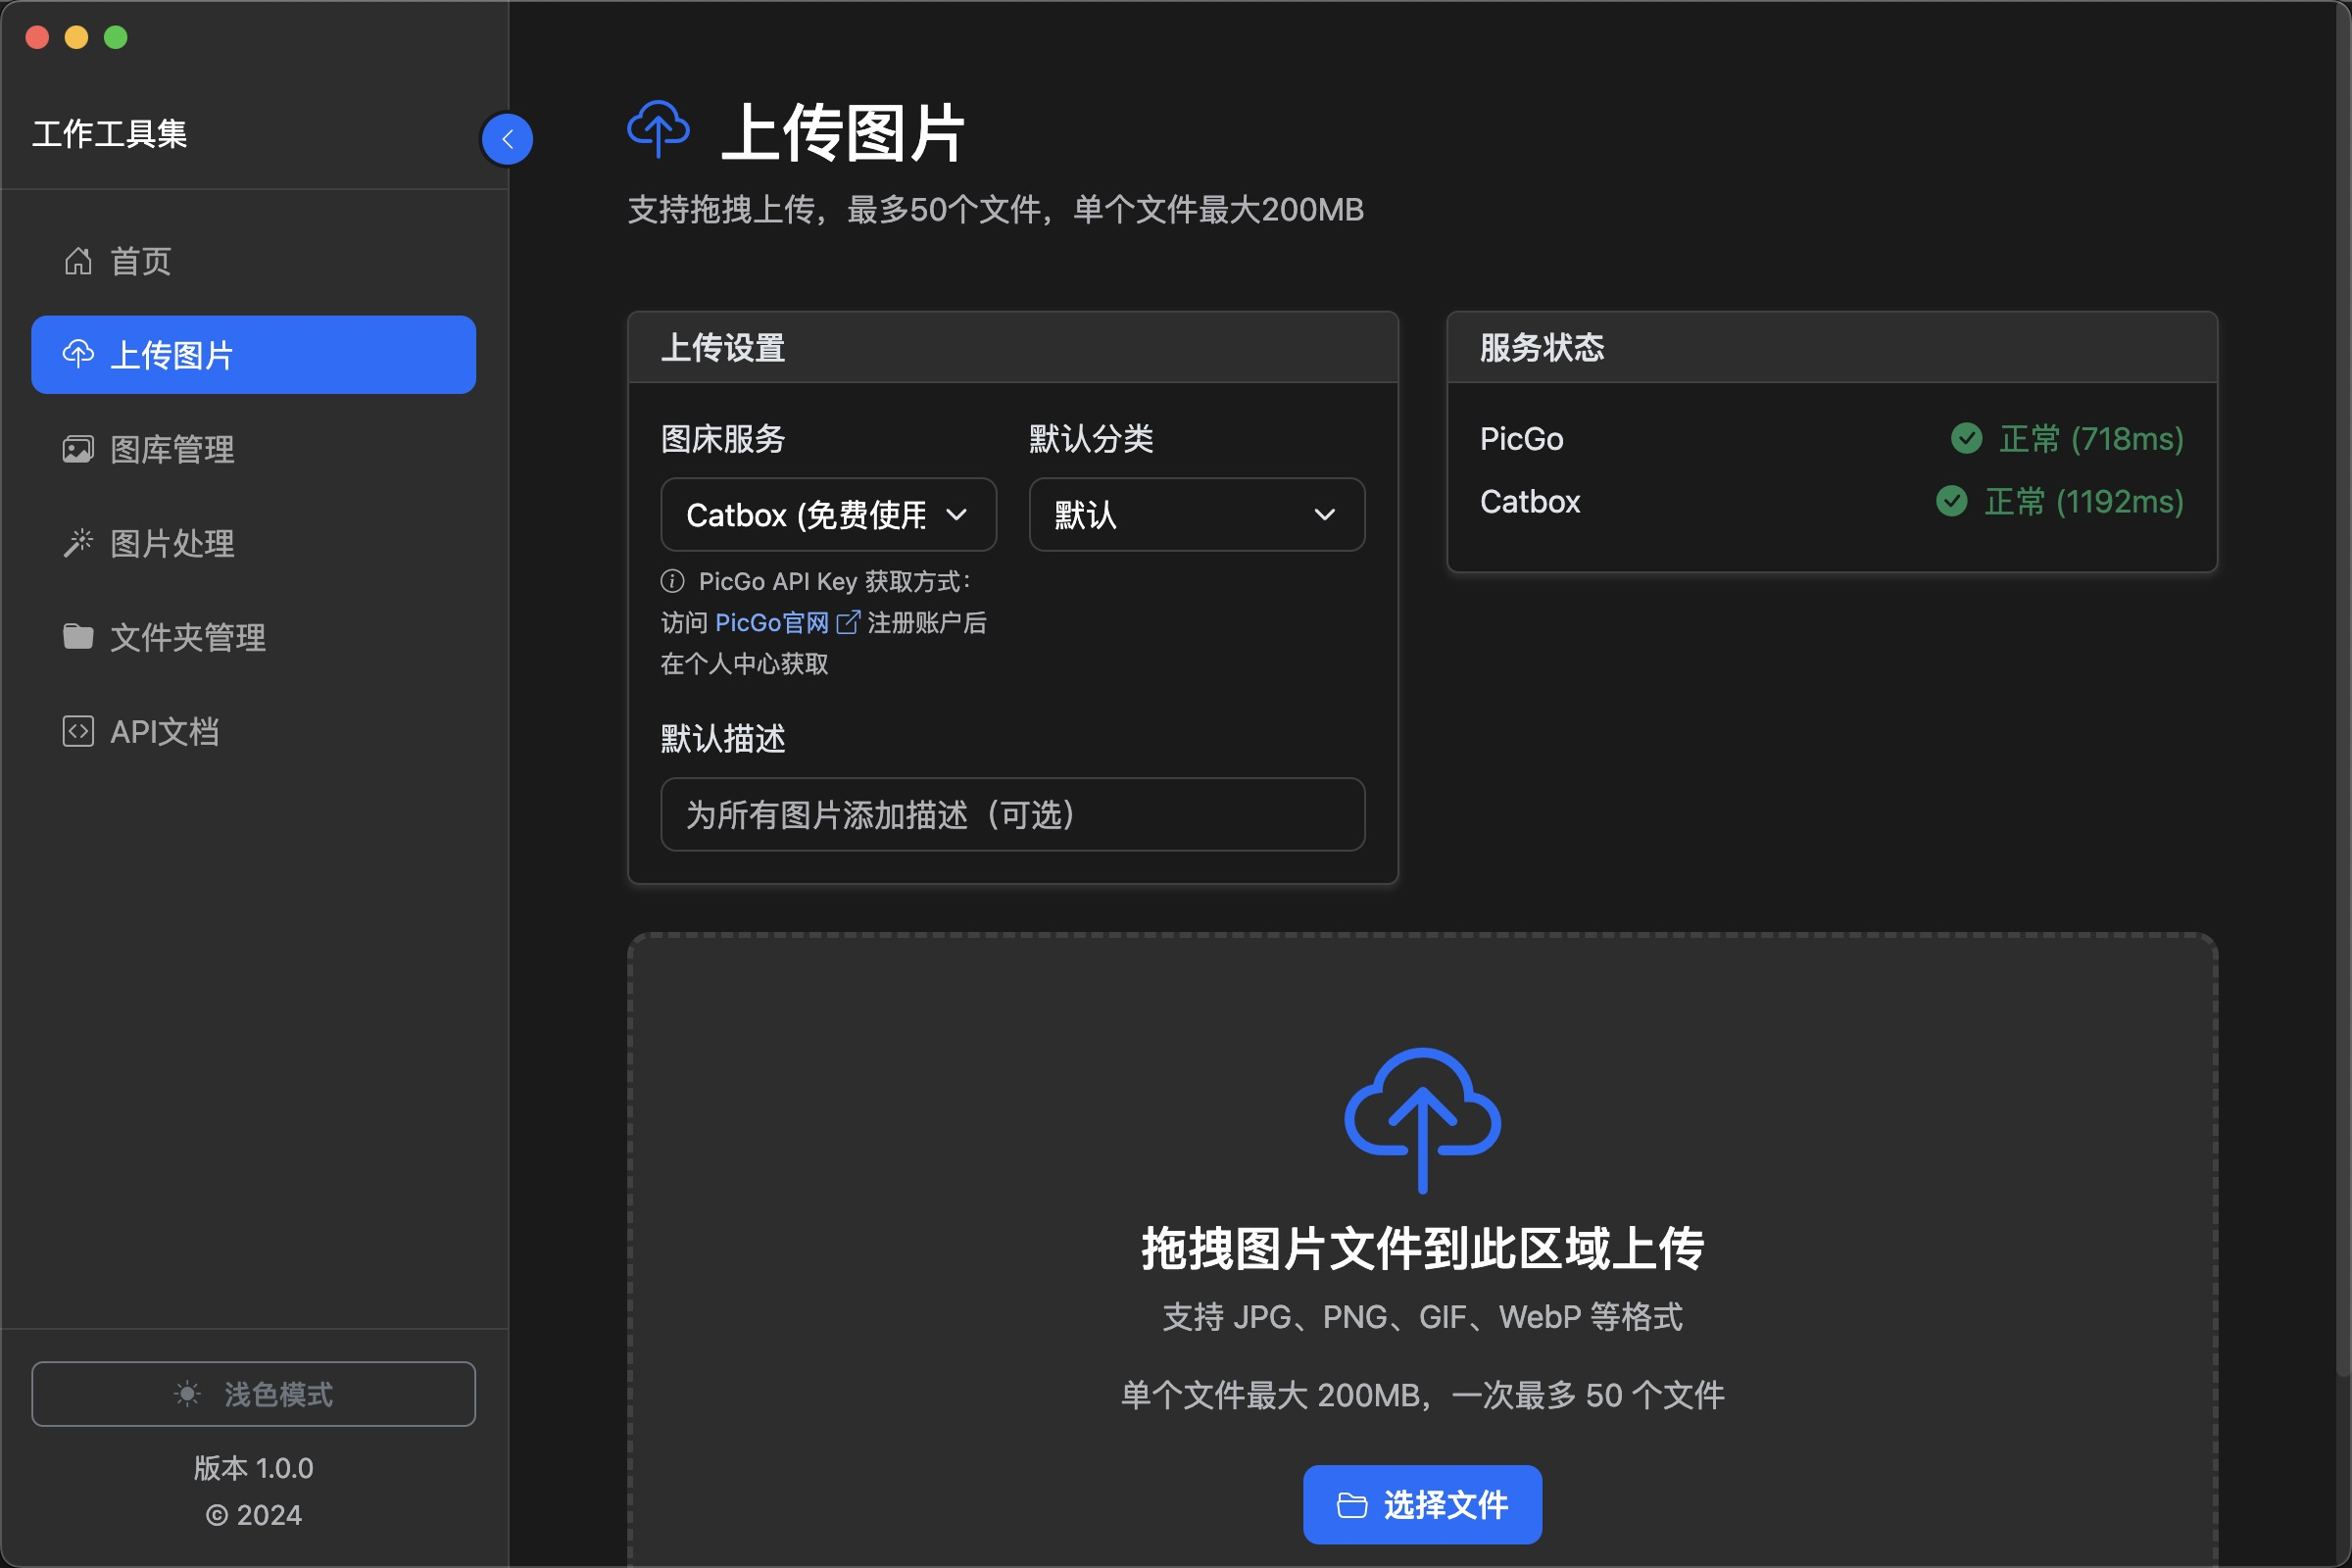 工作工具集
首页
上传图片
图库管理
图片处理
文件夹管理
API文档
浅色模式
版本 1.0.0
© 2024
上传图片
支持拖拽上传，最多50个文件，单个文件最大200MB
上传设置
图床服务
默认分类
Catbox (免费使用
默认
PicGo API Key 获取方式：
访问 PicGo官网 注册账户后
在个人中心获取
默认描述
为所有图片添加描述（可选）
服务状态
PicGo 正常 (718ms)
Catbox 正常 (1192ms)
拖拽图片文件到此区域上传
支持 JPG、PNG、GIF、WebP 等格式
单个文件最大 200MB，一次最多 50 个文件
选择文件